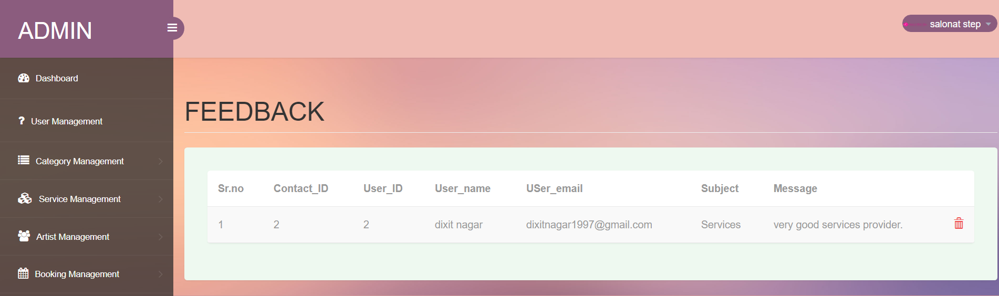 ADMIN
salonat step
Dashboard
? User Management
Category Management
Service Management
Artist Management
Booking Management
FEEDBACK
Sr.no Contact_ID User_ID User_name USer_email Subject Message
1 2 2 dixit nagar dixitnagar1997@gmail.com Services very good services provider.